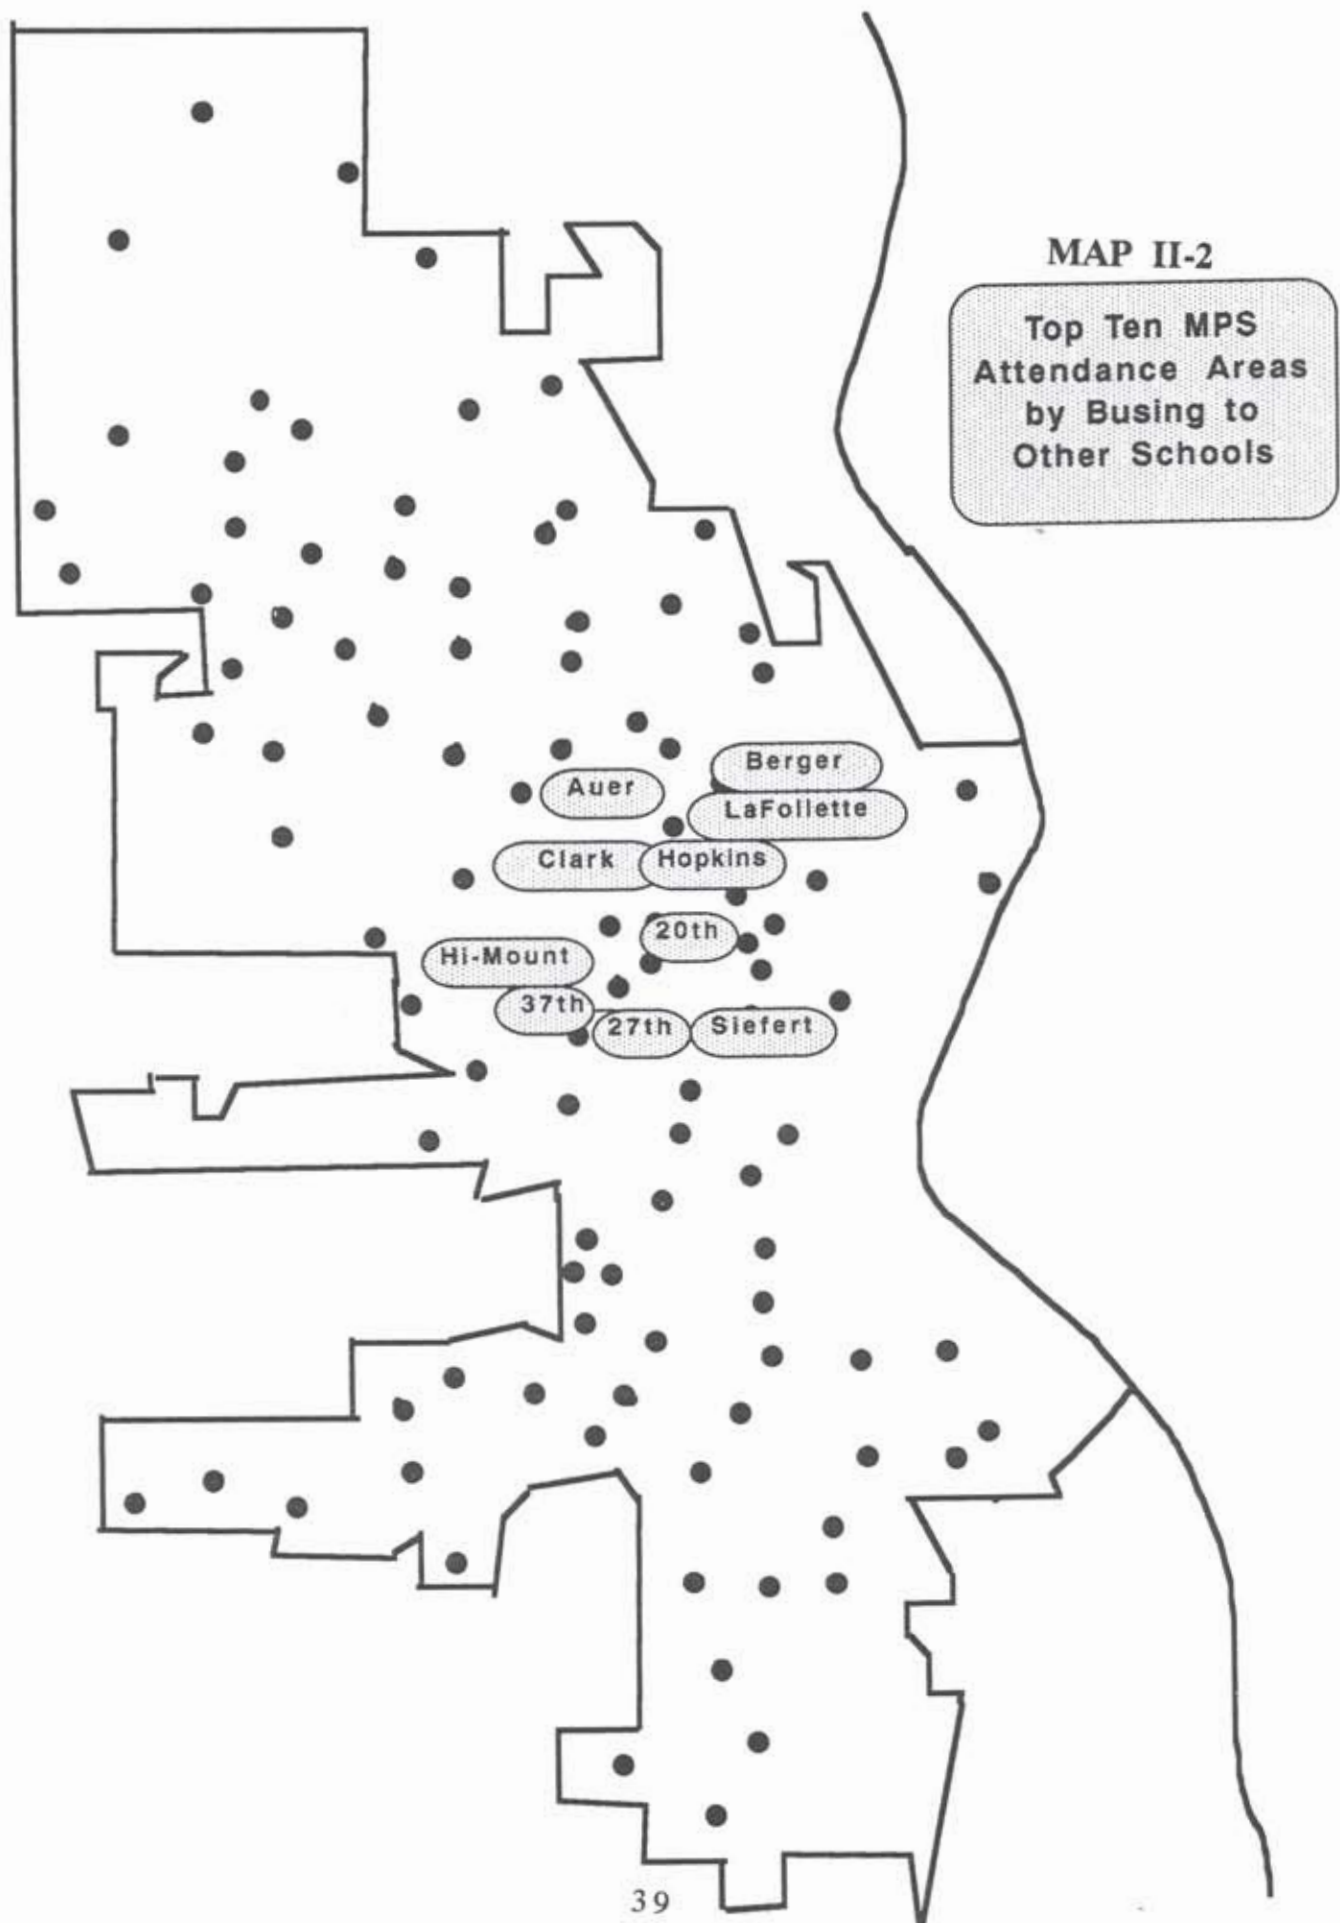 MAP II-2
Top Ten MPS
Attendance Areas
by Busing to
Other Schools
Berger
Auer
LaFollette
Clark
Hopkins
20th
Hi-Mount
37th
27th
Siefert
39